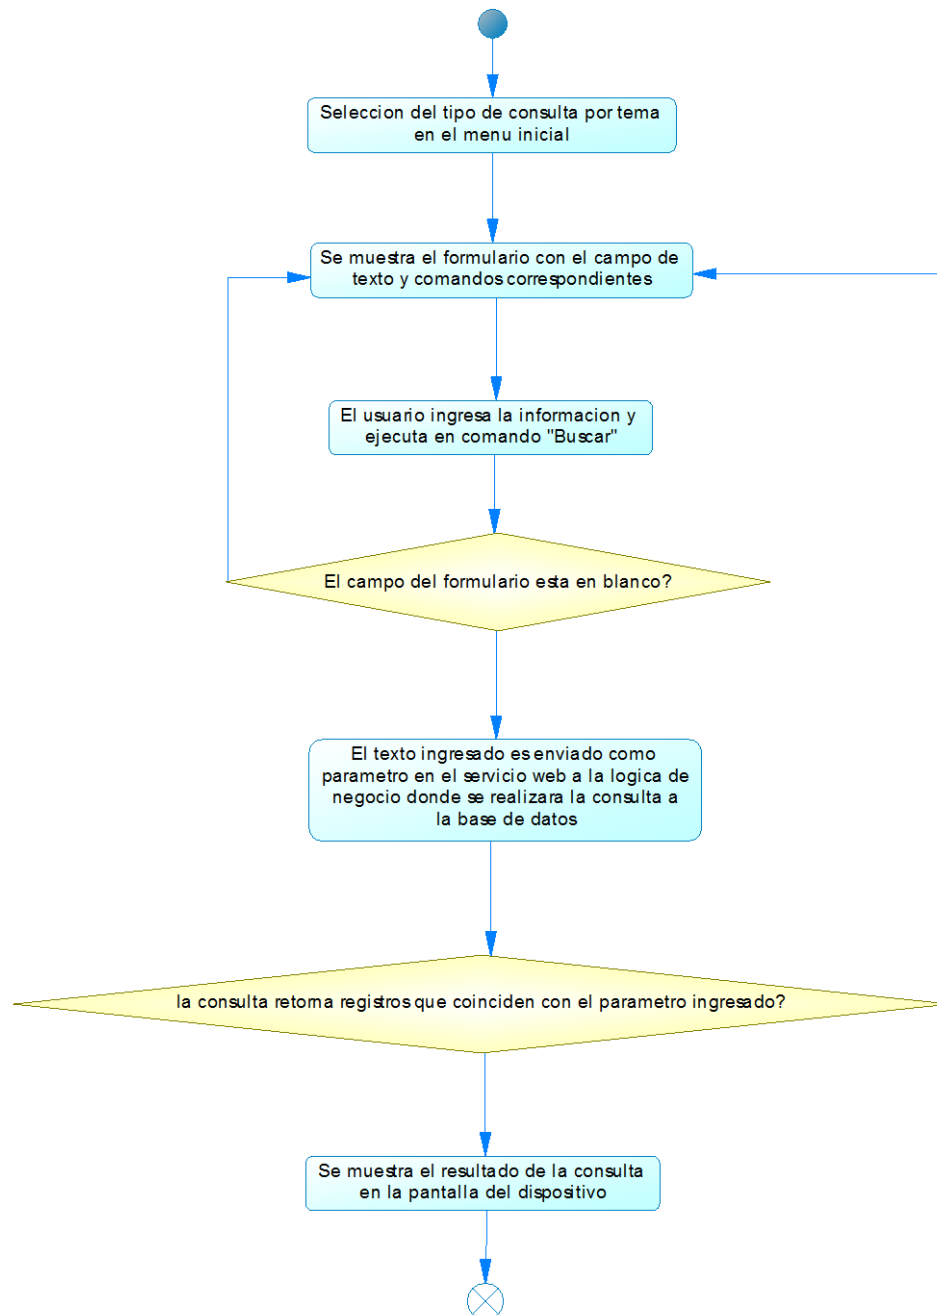 Seleccion del tipo de consulta por tema
en el menu inicial
Se muestra el formulario con el campo de
texto y comandos correspondientes
El usuario ingresa la informacion y
ejecuta en comando "Buscar"
El campo del formulario esta en blanco?
El texto ingresado es enviado como
parametro en el servicio web a la logica de
negocio donde se realizara la consulta a
la base de datos
la consulta retorna registros que coinciden con el parametro ingresado?
Se muestra el resultado de la consulta
en la pantalla del dispositivo